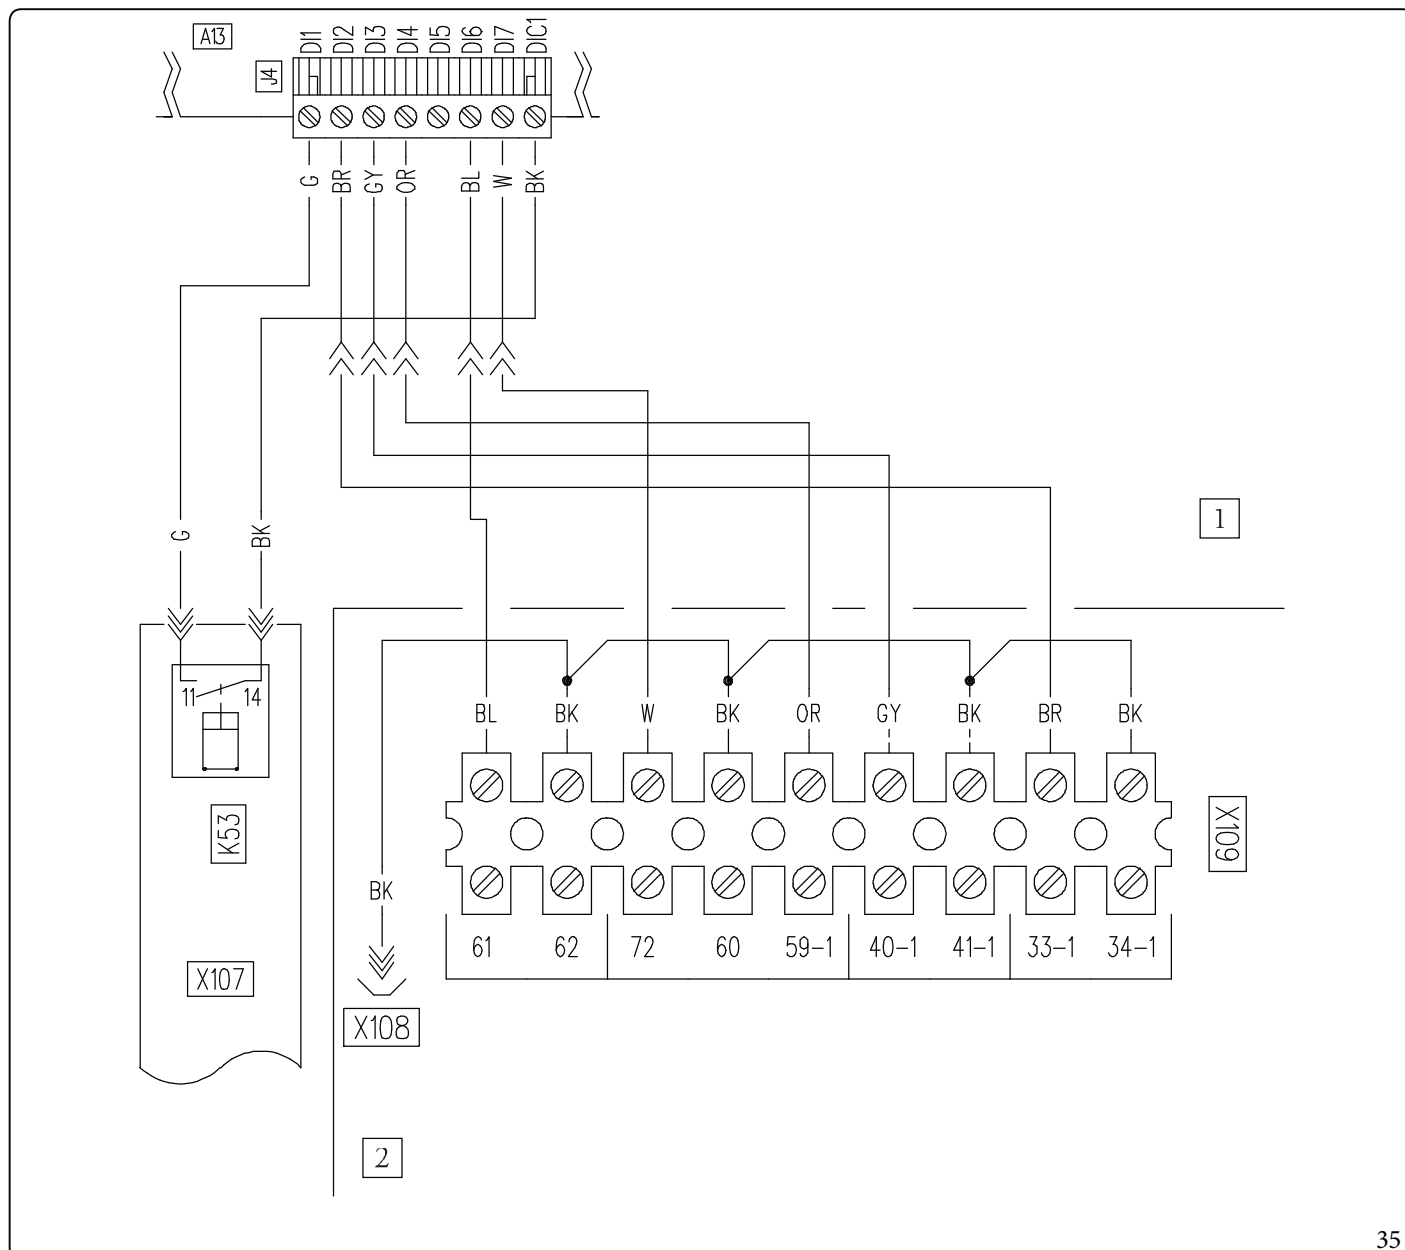 A13
J4
DI1 DI2 DI3 DI4 DI5 DI6 DI7 DIC1
G BR GY OR BL W BK
G BK
1
11 14
BL BK W BK OR GY BK BR BK
K53
X109
BK
61 62 72 60 59-1 40-1 41-1 33-1 34-1
X107
X108
2
35